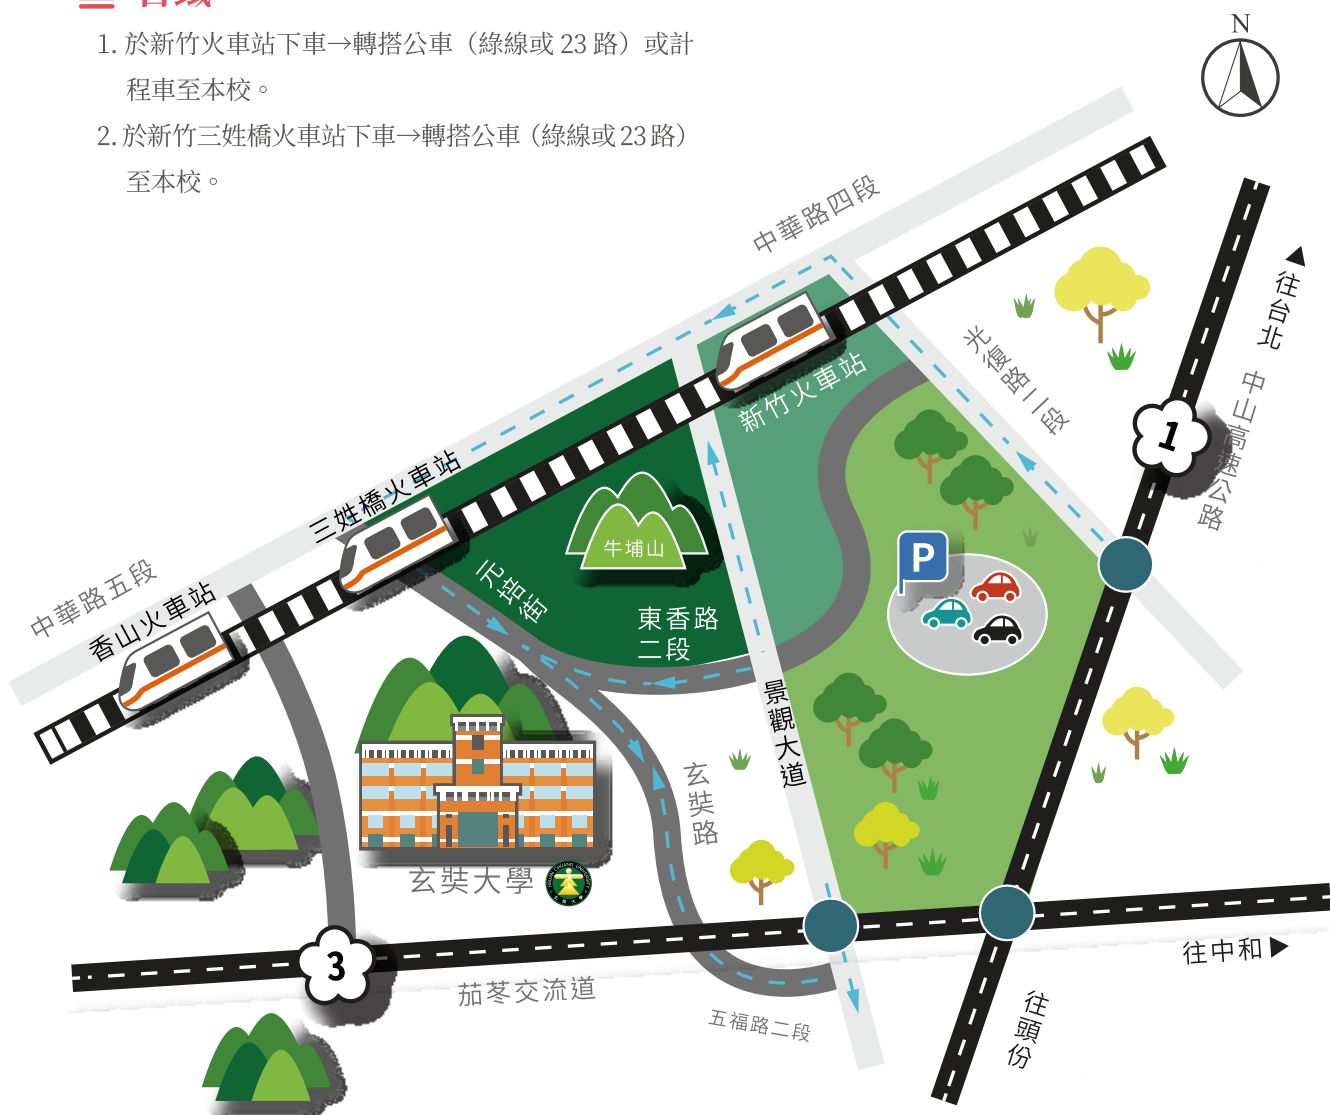 1. 於新竹火車站下車→轉搭公車（綠線或 23 路）或計
程車至本校。
2. 於新竹三姓橋火車站下車→轉搭公車（綠線或 23 路）
至本校。
N
中華路四段
往台北
光復路二段
新竹火車站
中山高速公路
1
三姓橋火車站
牛埔山
P
中華路五段
香山火車站
元培街
東香路
二段
景觀大道
玄奘路
玄奘大學
往中和
3
茄苳交流道
五福路二段
往頭份